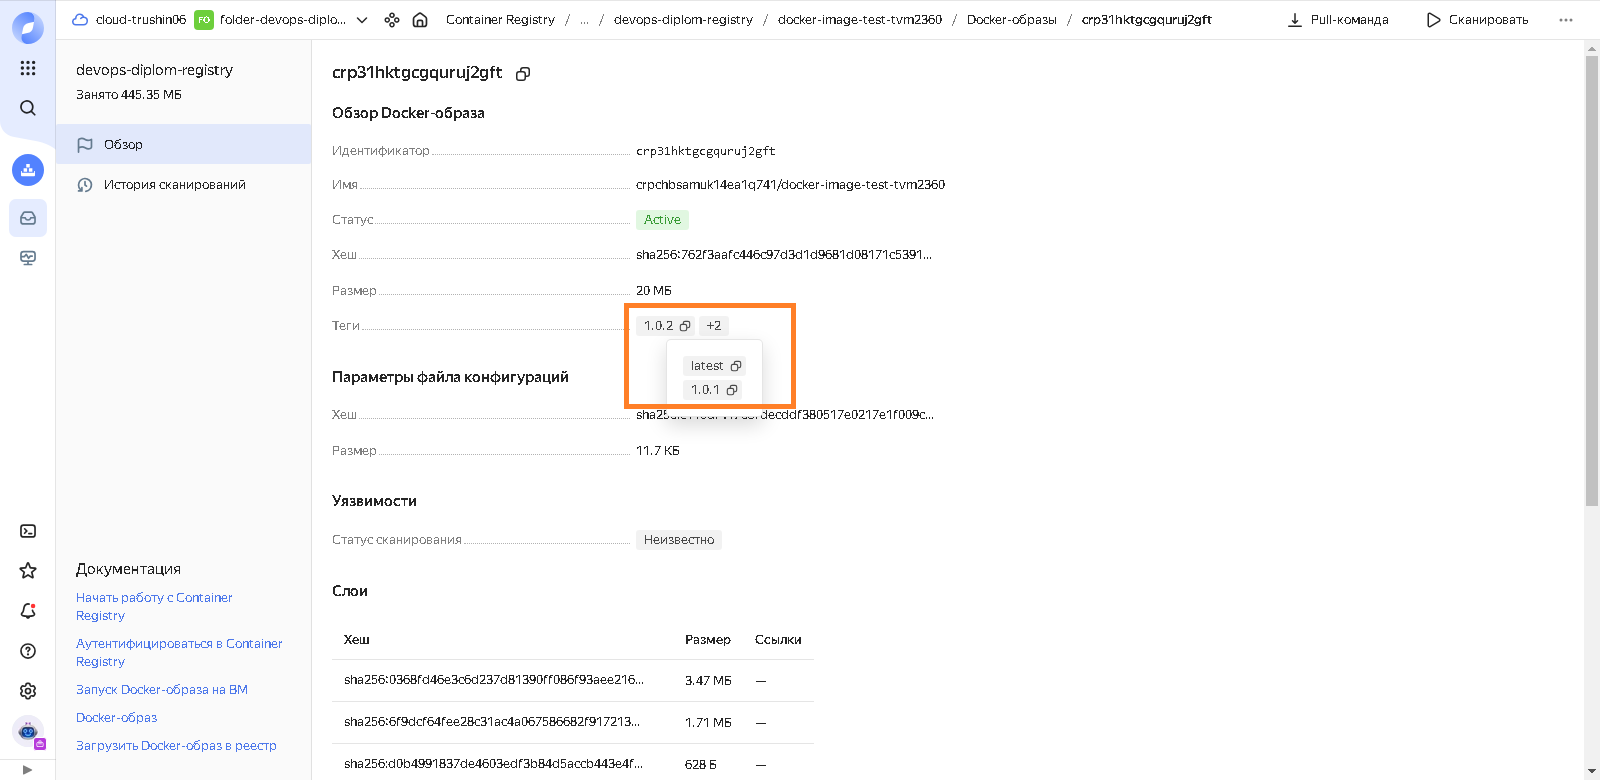 cloud-trushin06 FO folder-devops-diplo... Container Registry / ... / devops-diplom-registry / docker-image-test-tvm2360 / Docker-образы / crp31hktgcgquruj2gft Pull-команда Сканировать
devops-diplom-registry
Занято 445.35 МБ
Обзор
История сканирований
Документация
Начать работу с Container
Registry
Аутентифицироваться в Container
Registry
Запуск Docker-образа на ВМ
Docker-образ
Загрузить Docker-образ в реестр
crp31hktgcgquruj2gft
Обзор Docker-образа
Идентификатор crp31hktgcgquruj2gft
Имя crpchbsamuk14ea1q741/docker-image-test-tvm2360
Статус Active
Хеш sha256:762f3aafc446c97d3d1d9681d08171c5391...
Размер 20 МБ
Теги 1.0.2 +2
latest
1.0.1
Параметры файла конфигураций
Хеш
Размер 11.7 КБ
Уязвимости
Статус сканирования Неизвестно
Слои
Хеш Размер Ссылки
sha256:0368fd46e3c6d237d81390ff086f93aee216... 3.47 МБ —
sha256:6f9dcf64fee28c31ac4a067586682f917213... 1.71 МБ —
sha256:d0b4991837de4603edf3b84d5accb443e4f... 628 Б —